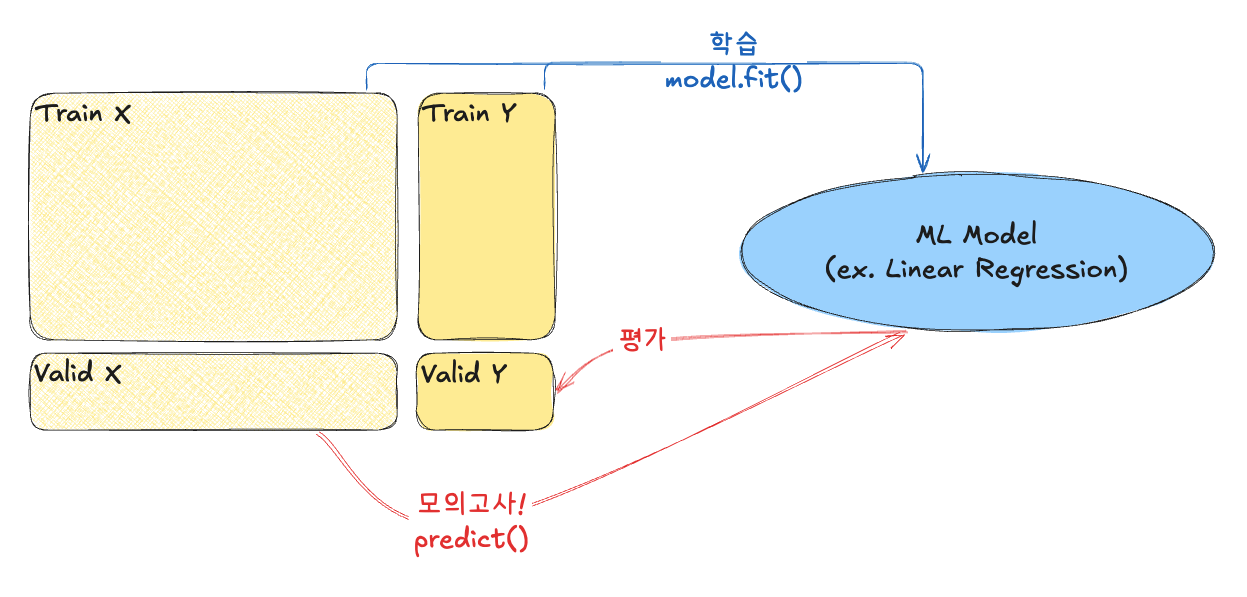 학습
model.fit()
Train X
Train Y
ML Model
(ex. Linear Regression)
평가
Valid X
Valid Y
모의고사!
predict()